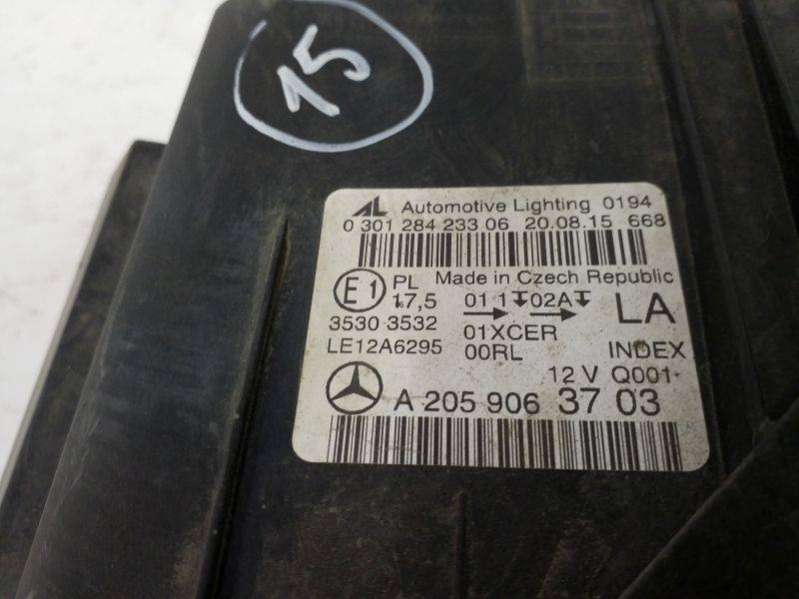 15
AL Automotive Lighting 0194
0 301 284 233 06 20.08.15 668
E1 PL Made in Czech Republic
17,5 01 1 02A LA
3530 3532 01XCER
LE12A6295 00RL INDEX
12 V Q001
A 205 906 37 03